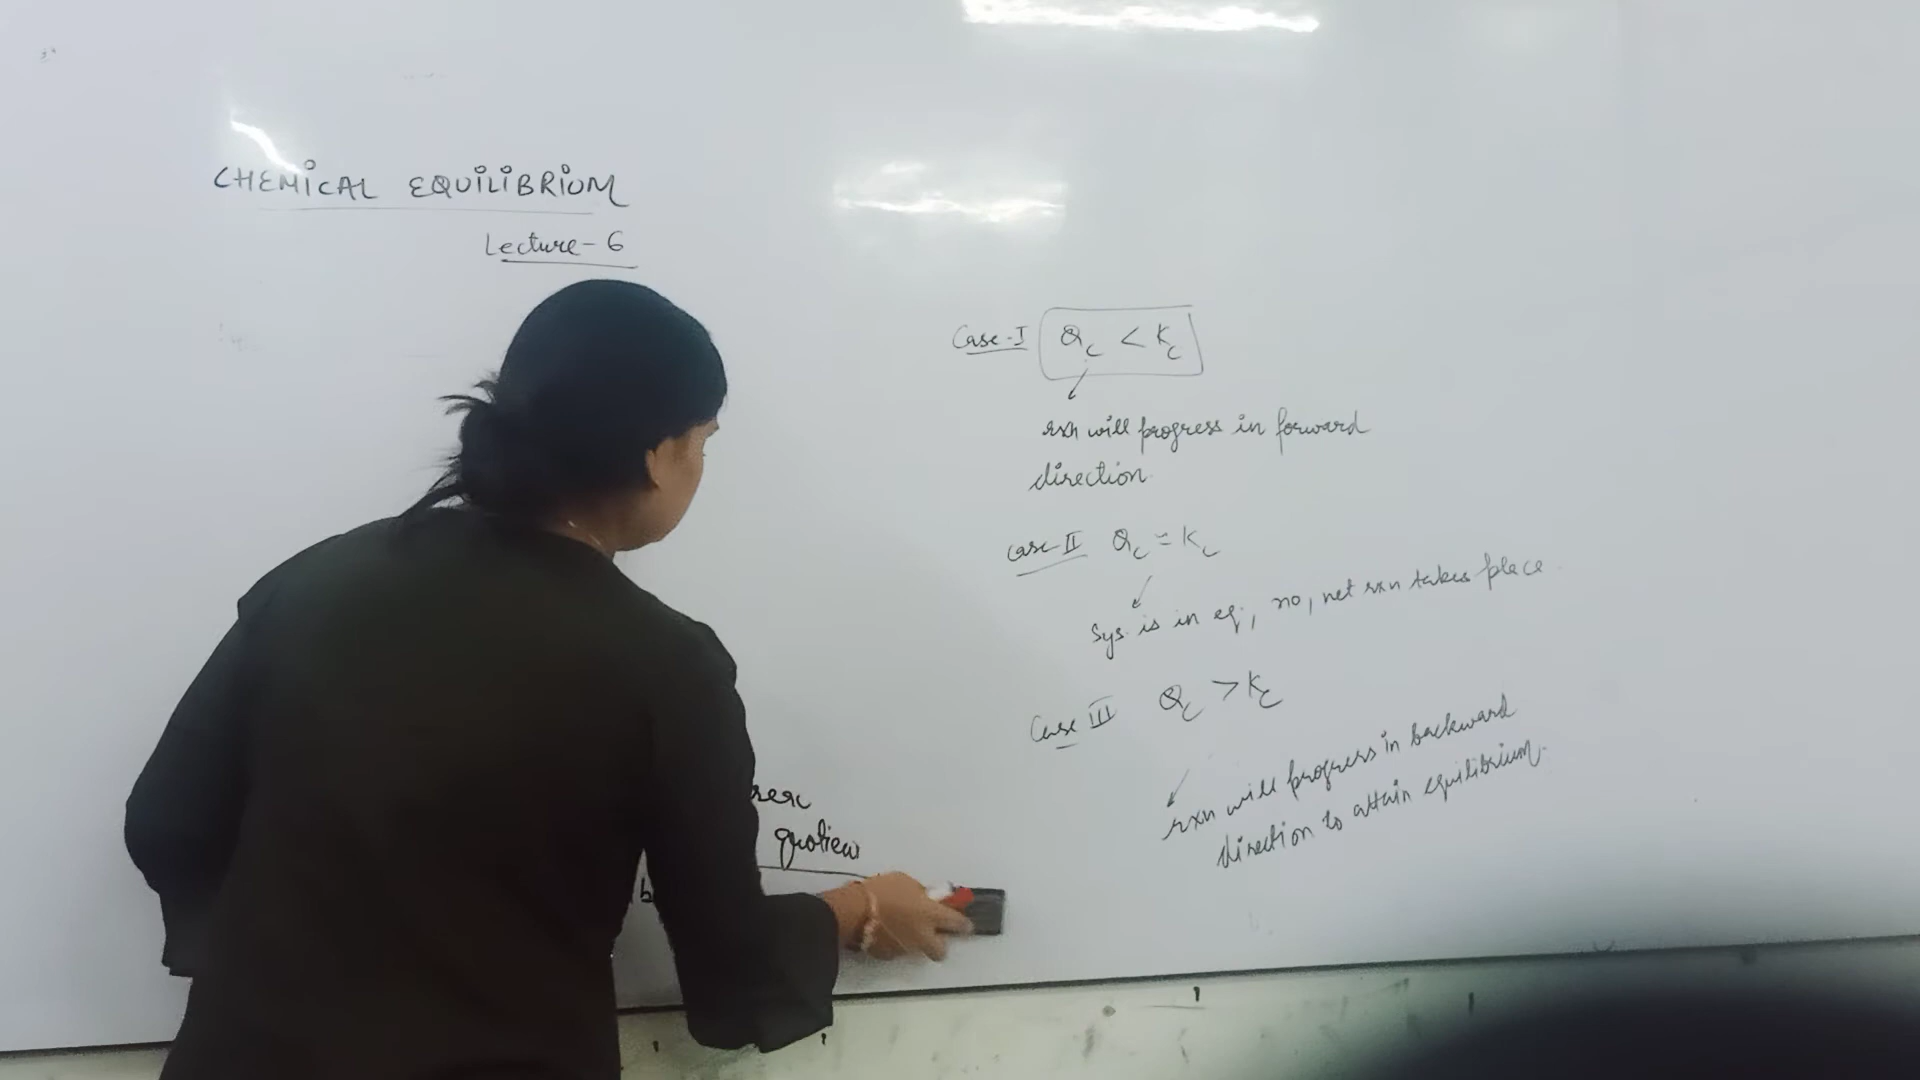 CHEMICAL EQUILIBRIUM
Lecture - 6
Case-I Qc < Kc
rxn will progress in forward
direction.
Case-II Qc = Kc
Sys. is in eq, no, net rxn takes place.
Case III Qc > Kc
rxn will progress in backward
direction to attain equilibrium.